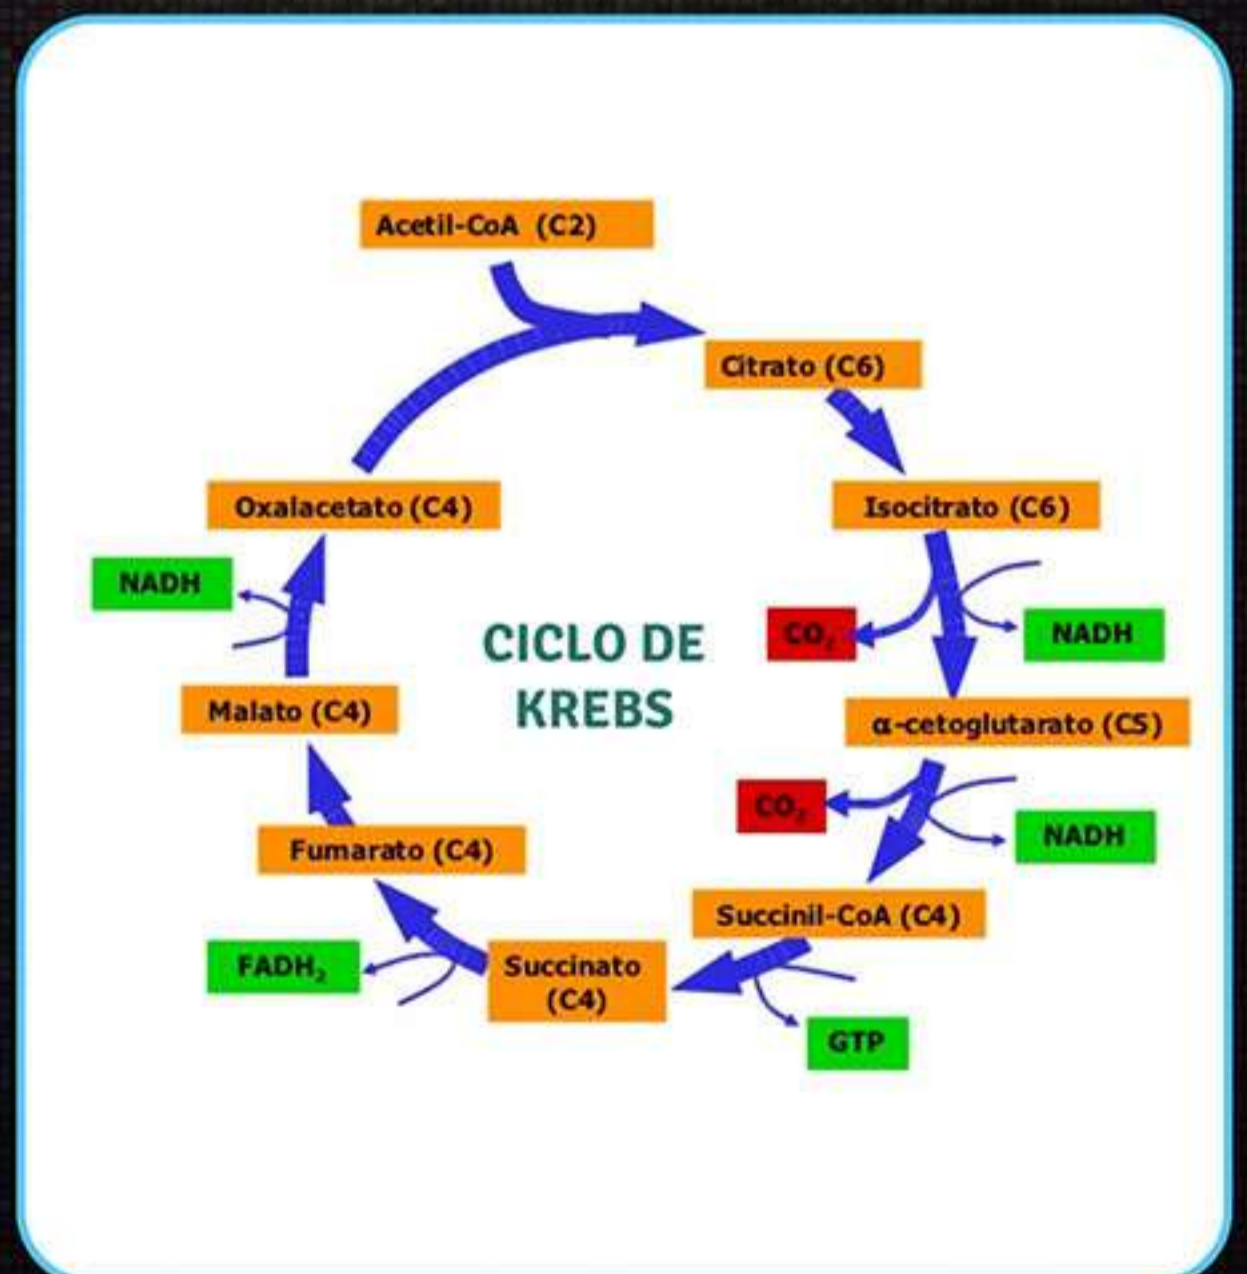 Acetil-CoA (C2)
Citrato (C6)
Oxalacetato (C4)
Isocitrato (C6)
NADH
CICLO DE
KREBS
CO₂
NADH
Malato (C4)
α-cetoglutarato (C5)
CO₂
NADH
Fumarato (C4)
Succinil-CoA (C4)
FADH₂
Succinato
(C4)
GTP